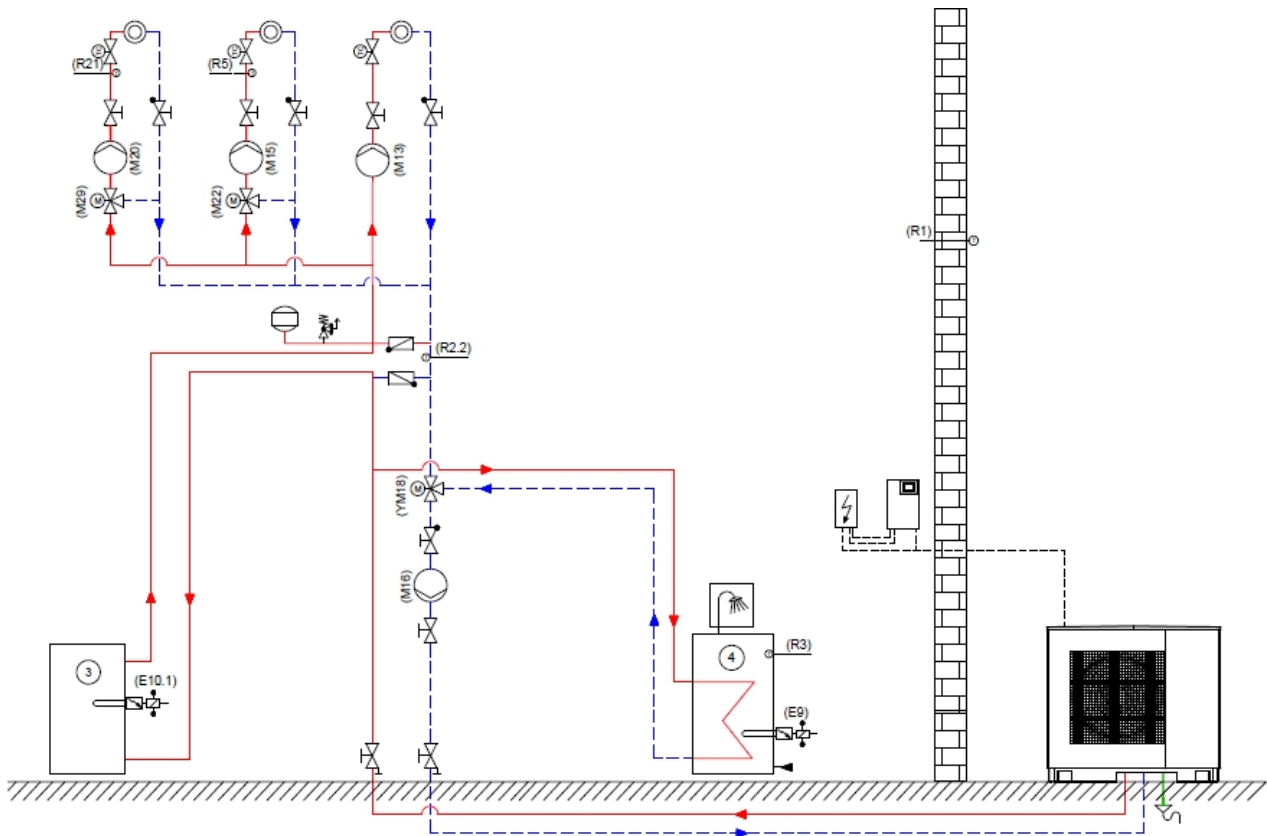 (R21)
(R5)
(M20)
(M15)
(M13)
(M29)
M
(M22)
M
(R1)
(R2.2)
(YM18)
M
(M16)
3
(E10.1)
4
(R3)
(E9)